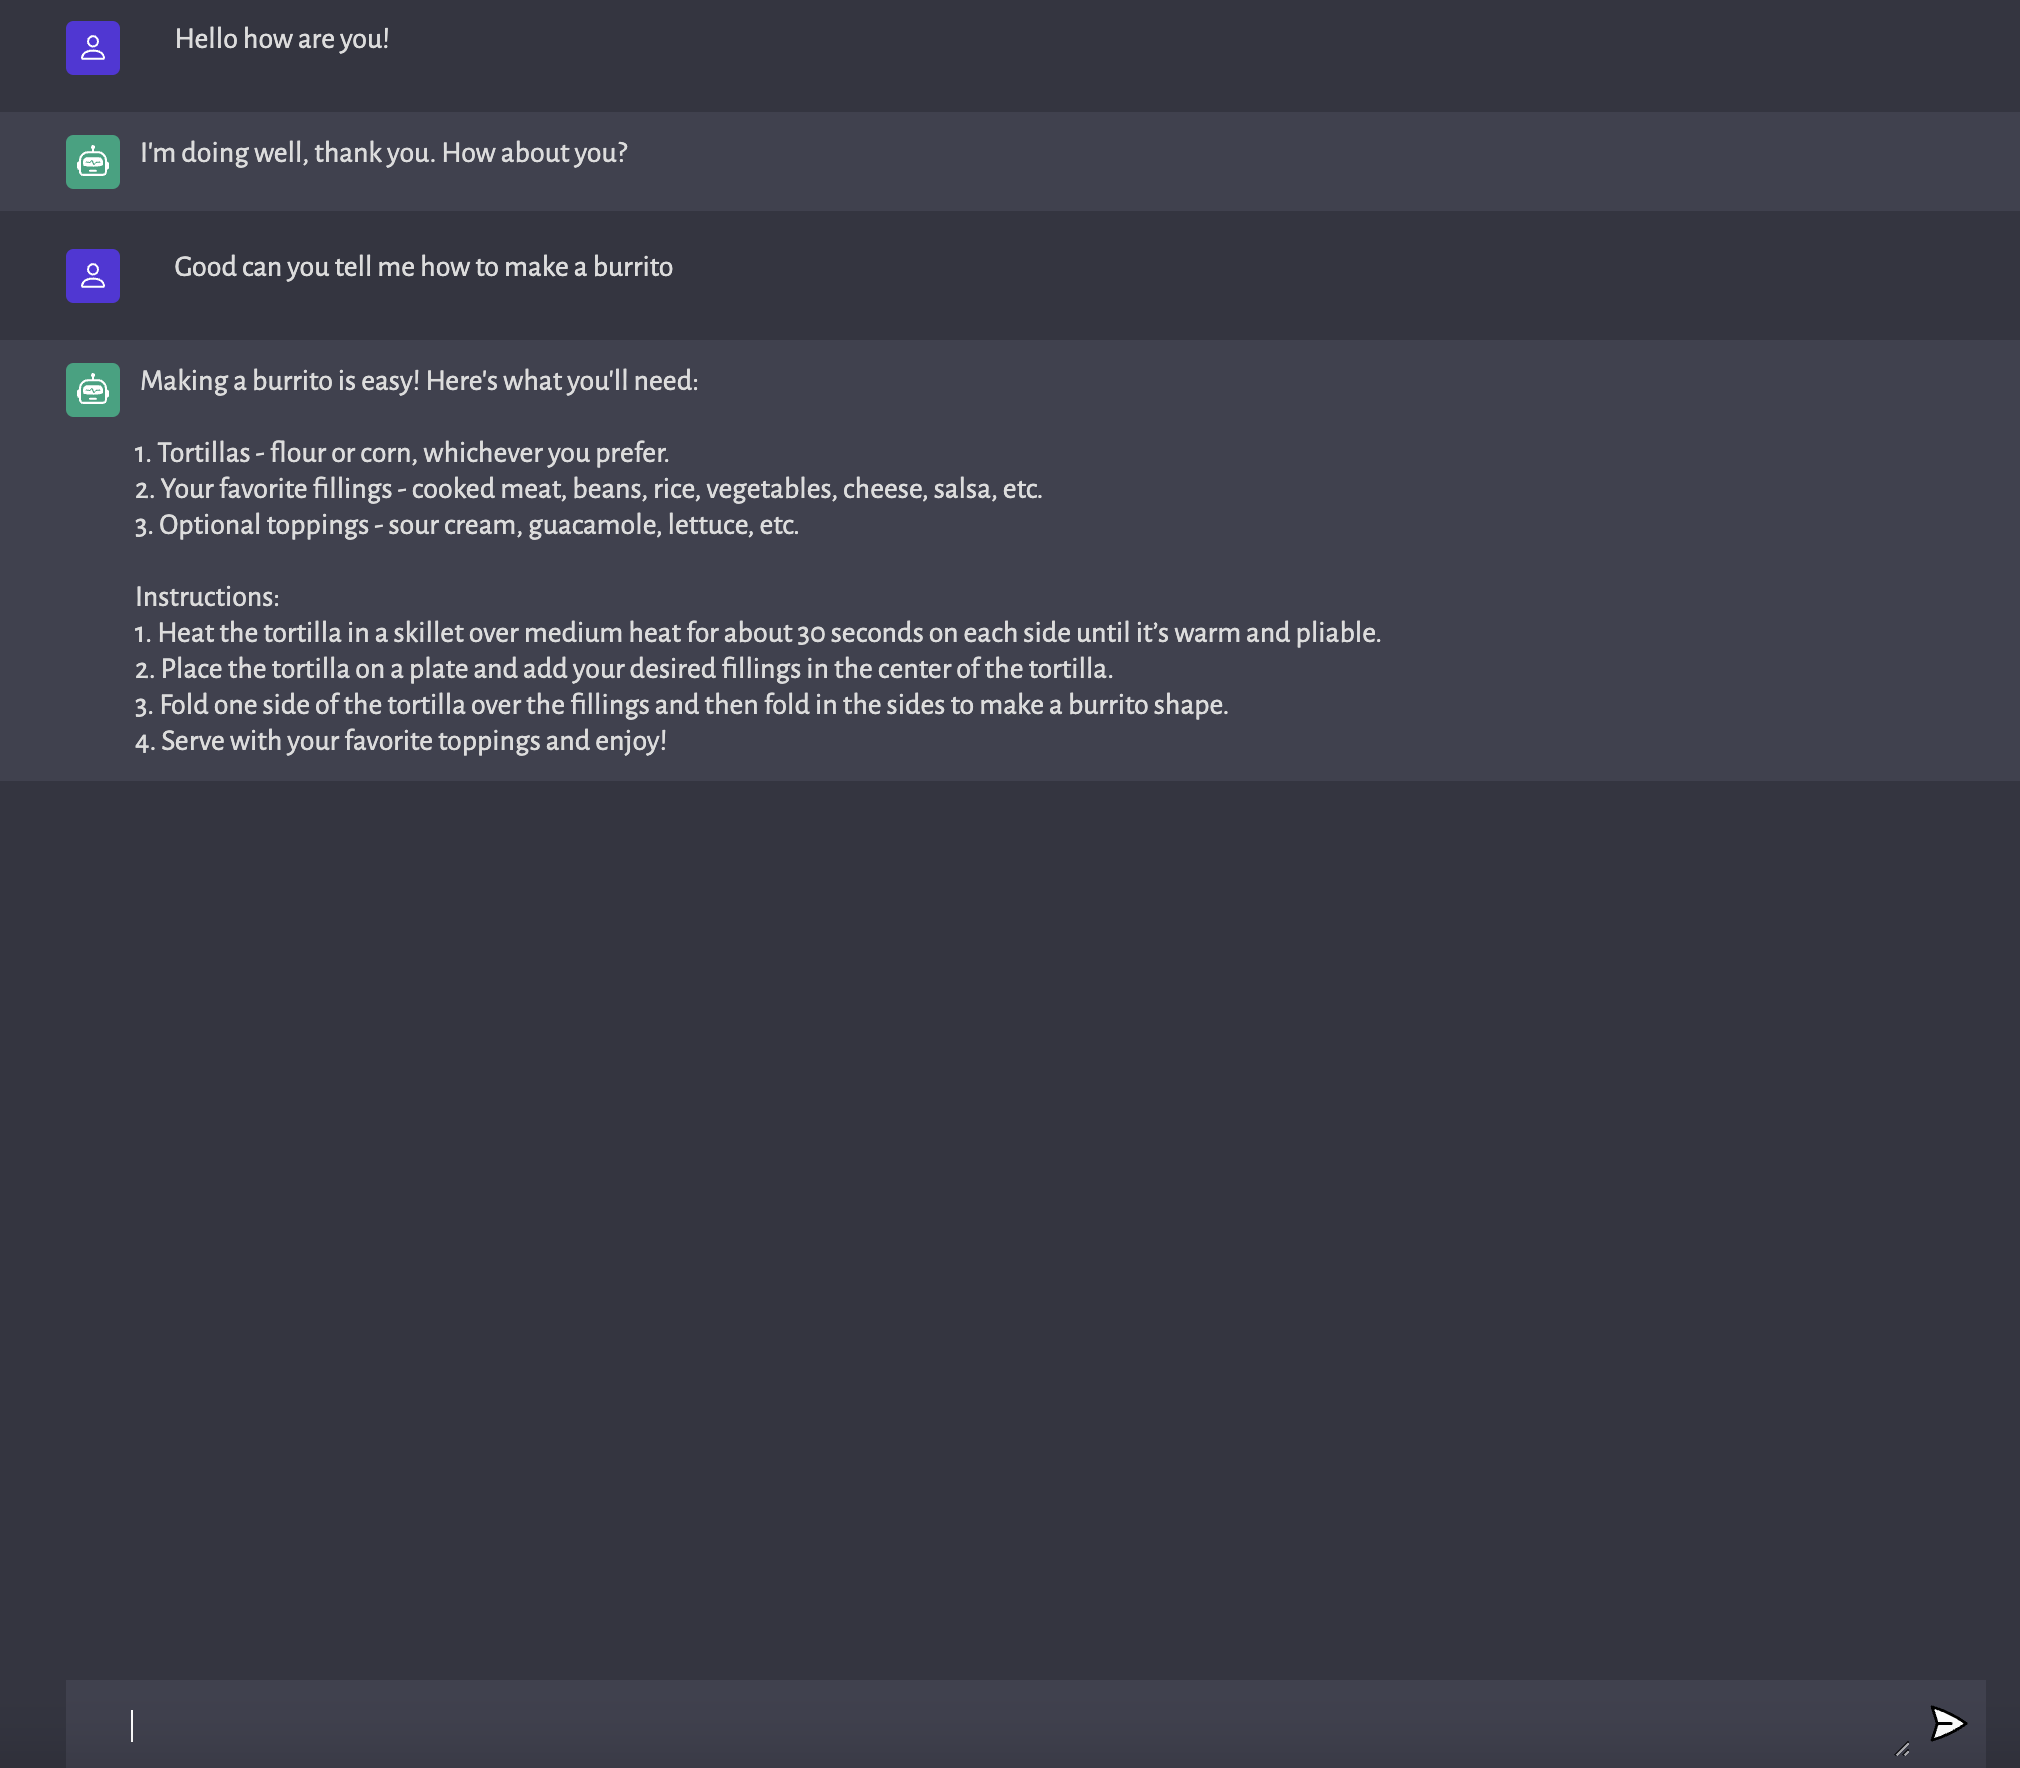 Hello how are you!
I'm doing well, thank you. How about you?
Good can you tell me how to make a burrito
Making a burrito is easy! Here's what you'll need:
1. Tortillas - flour or corn, whichever you prefer.
2. Your favorite fillings - cooked meat, beans, rice, vegetables, cheese, salsa, etc.
3. Optional toppings - sour cream, guacamole, lettuce, etc.
Instructions:
1. Heat the tortilla in a skillet over medium heat for about 30 seconds on each side until it’s warm and pliable.
2. Place the tortilla on a plate and add your desired fillings in the center of the tortilla.
3. Fold one side of the tortilla over the fillings and then fold in the sides to make a burrito shape.
4. Serve with your favorite toppings and enjoy!